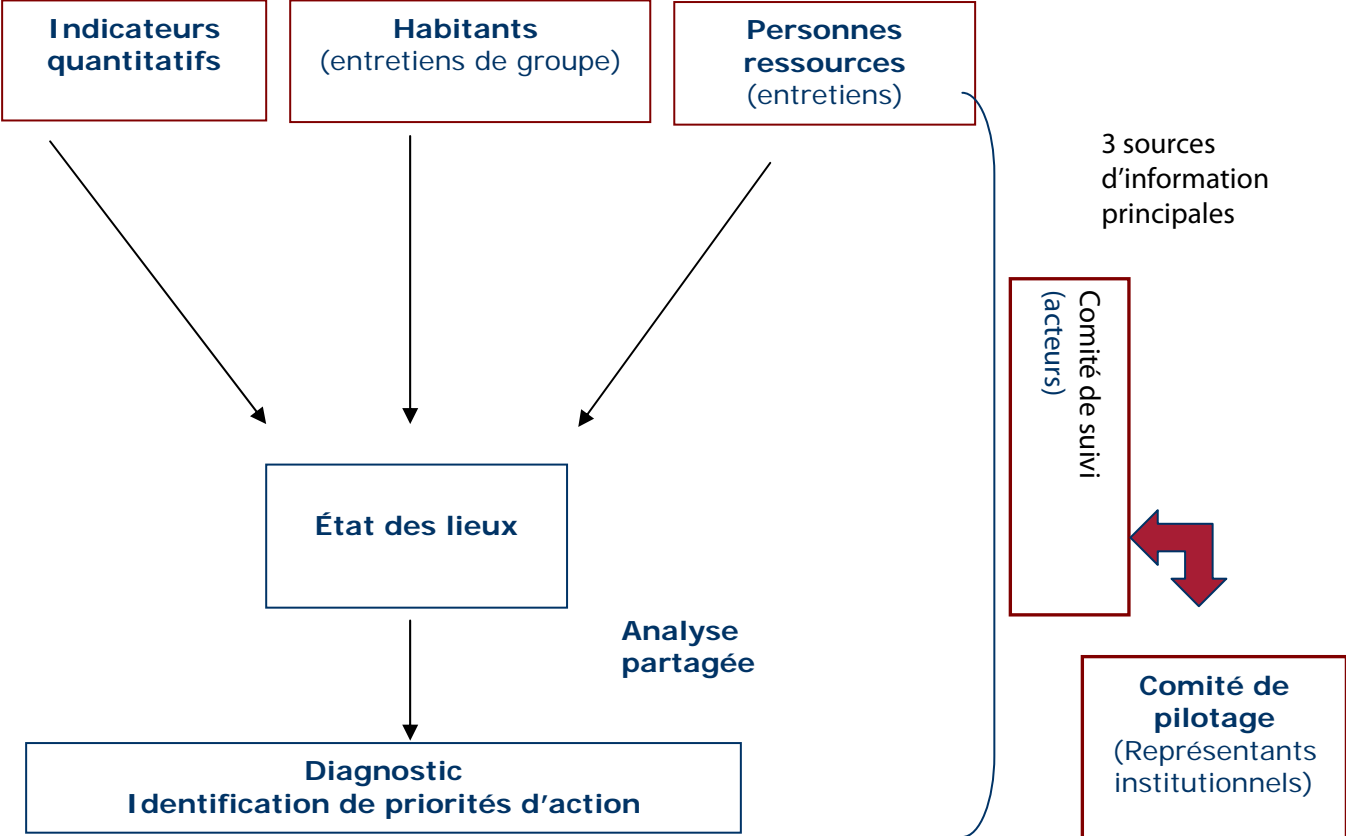 Indicateurs
quantitatifs
Habitants
(entretiens de groupe)
Personnes
ressources
(entretiens)
3 sources
d’information
principales
Comité de suivi
(acteurs)
État des lieux
Analyse
partagée
Comité de
pilotage
(Représentants
institutionnels)
Diagnostic
Identification de priorités d’action